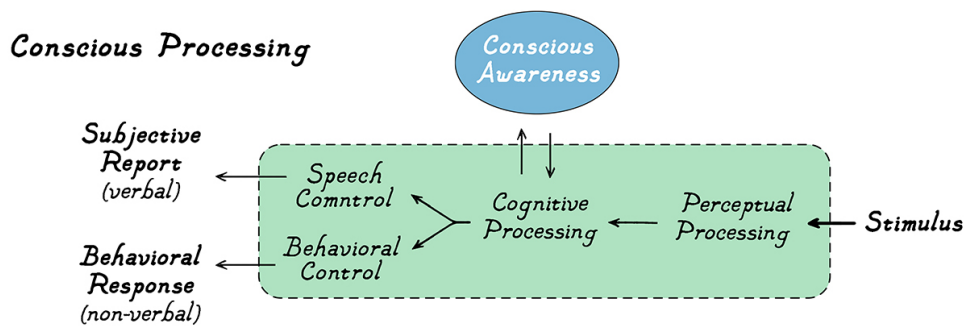 Conscious Processing
Conscious
Awareness
Subjective
Report
(verbal)
Speech
Comntrol
Cognitive
Processing
Perceptual
Processing
Stimulus
Behavioral
Response
(non-verbal)
Behavioral
Control